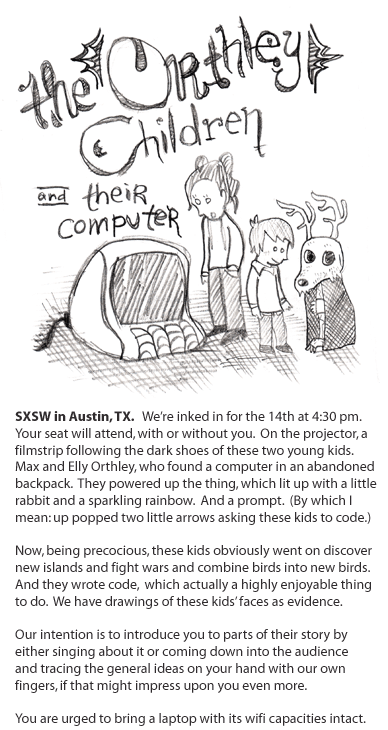 the Orthley
Children
and their
computer
SXSW in Austin, TX. We're inked in for the 14th at 4:30 pm.
Your seat will attend, with or without you. On the projector, a
filmstrip following the dark shoes of these two young kids.
Max and Elly Orthley, who found a computer in an abandoned
backpack. They powered up the thing, which lit up with a little
rabbit and a sparkling rainbow. And a prompt. (By which I
mean: up popped two little arrows asking these kids to code.)
Now, being precocious, these kids obviously went on discover
new islands and fight wars and combine birds into new birds.
And they wrote code, which actually a highly enjoyable thing
to do. We have drawings of these kids' faces as evidence.
Our intention is to introduce you to parts of their story by
either singing about it or coming down into the audience
and tracing the general ideas on your hand with our own
fingers, if that might impress upon you even more.
You are urged to bring a laptop with its wifi capacities intact.